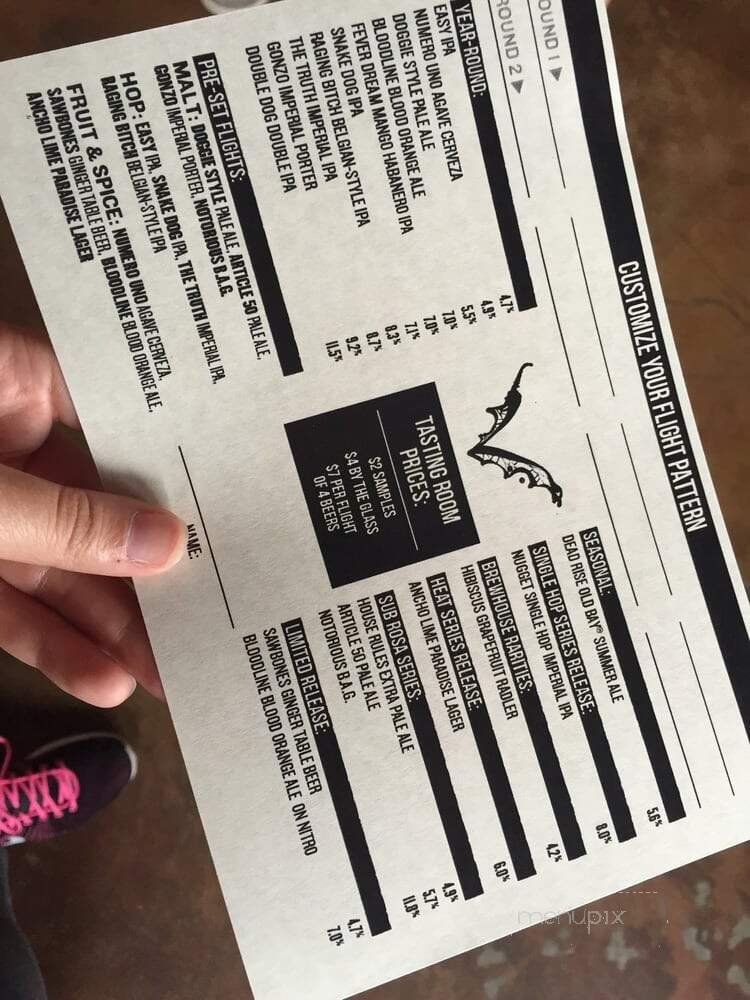 CUSTOMIZE YOUR FLIGHT PATTERN
OUND 1 ▶
ROUND 2 ▶
YEAR-ROUND:
EASY IPA 4.7%
NUMERO UNO AGAVE CERVEZA 4.9%
DOGGIE STYLE PALE ALE 5.5%
BLOODLINE BLOOD ORANGE ALE 7.0%
FEVER DREAM MANGO HABANERO IPA 7.0%
SNAKE DOG IPA 7.1%
RAGING BITCH BELGIAN-STYLE IPA 8.3%
THE TRUTH IMPERIAL IPA 8.7%
GONZO IMPERIAL PORTER 9.2%
DOUBLE DOG DOUBLE IPA 11.5%
PRE-SET FLIGHTS:
MALT: DOGGIE STYLE PALE ALE, ARTICLE 50 PALE ALE,
GONZO IMPERIAL PORTER, NOTORIOUS B.A.G.
HOP: EASY IPA, SNAKE DOG IPA, THE TRUTH IMPERIAL IPA,
RAGING BITCH BELGIAN-STYLE IPA
FRUIT & SPICE: NUMERO UNO AGAVE CERVEZA,
SAWBONES GINGER TABLE BEER, BLOODLINE BLOOD ORANGE ALE,
ANCHO LIME PARADISE LAGER
TASTING ROOM
PRICES:
$2 SAMPLES
$4 BY THE GLASS
$7 PER FLIGHT
OF 4 BEERS
SEASONAL:
DEAD RISE OLD BAY® SUMMER ALE 5.6%
SINGLE HOP SERIES RELEASE:
NUGGET SINGLE HOP IMPERIAL IPA 8.0%
BREWHOUSE RARITIES:
HIBISCUS GRAPEFRUIT RADLER 4.2%
HEAT SERIES RELEASE:
ANCHO LIME PARADISE LAGER 6.0%
SUB ROSA SERIES:
HOUSE RULES EXTRA PALE ALE 4.9%
ARTICLE 50 PALE ALE 5.7%
NOTORIOUS B.A.G. 11.8%
LIMITED RELEASE:
SAWBONES GINGER TABLE BEER 4.7%
BLOODLINE BLOOD ORANGE ALE ON NITRO 7.0%
NAME:
menupix